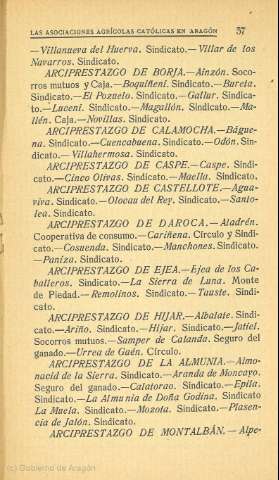 LAS ASOCIACIONES AGRÍCOLAS CATÓLICAS EN ARAGÓN 57
—Villanueva del Huerva. Sindicato.—Villar de los
Navarros. Sindicato.
ARCIPRESTAZGO DE BORJA.—Ainzón. Soco-
rros mutuos y Caja.—Boquiñeni. Sindicato.—Bureta.
Sindicato.—El Pozuelo. Sindicato.—Gallur. Sindica-
to.—Luceni. Sindicato.—Magallón. Sindicato.—Ma-
llén. Caja.—Novillas. Sindicato.
ARCIPRESTAZGO DE CALAMOCHA.—Bágue-
na. Sindicato.—Cuencabuena. Sindicato.—Odón. Sin-
dicato.—Villahermosa. Sindicato.
ARCIPRESTAZGO DE CASPE.—Caspe. Sindi-
cato.—Cinco Olivas. Sindicato.—Maella. Sindicato.
ARCIPRESTAZGO DE CASTELLOTE.—Agua-
viva. Sindicato.—Olocau del Rey. Sindicato.—Santo-
lea. Sindicato.
ARCIPRESTAZGO DE DAROCA.—Aladrén.
Cooperativa de consumo.—Cariñena. Círculo y Sindi-
cato.—Cosuenda. Sindicato.—Manchones. Sindicato.
—Paniza. Sindicato.
ARCIPRESTAZGO DE EJEA.—Ejea de los Ca-
balleros. Sindicato.—La Sierra de Luna. Monte
de Piedad.—Remolinos. Sindicato.—Tauste. Sindi-
cato.
ARCIPRESTAZGO DE HIJAR.—Albalate. Sindi-
cato.—Ariño. Sindicato.—Hijar. Sindicato.—Jatiel.
Socorros mutuos.—Samper de Calanda. Seguro del
ganado.—Urrea de Gaén. Círculo.
ARCIPRESTAZGO DE LA ALMUNIA.—Almo-
nacid de la Sierra. Sindicato.—Aranda de Moncayo.
Seguro del ganado.—Calatorao. Sindicato.—Epila.
Sindicato.—La Almunia de Doña Godina. Sindicato
La Muela. Sindicato.—Mozota. Sindicato.—Plasen-
cia de Jalón. Sindicato.
ARCIPRESTAZGO DE MONTALBÁN.—Alpe-
(c) Gobierno de Aragón